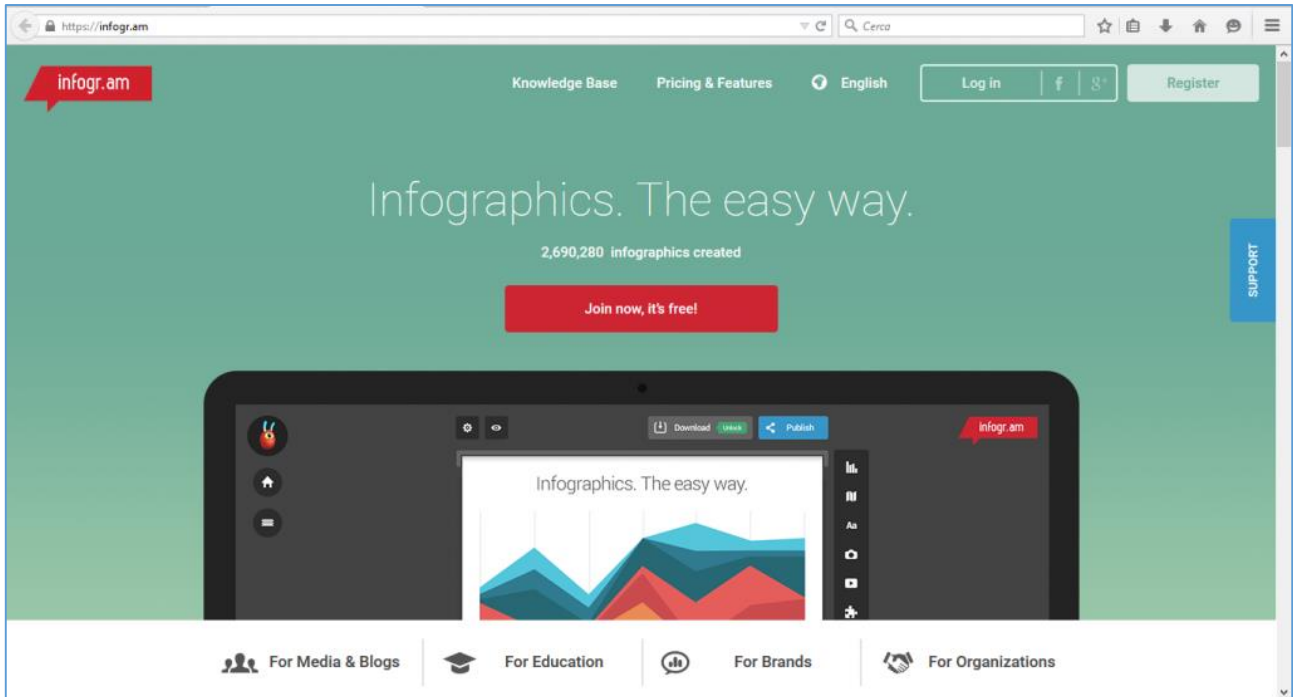 https://infogr.am
Cerca
infogr.am
Knowledge Base Pricing & Features English Log in f g+ Register
Infographics. The easy way.
2,690,280 infographics created
Join now, it's free!
SUPPORT
Download Unlock Publish
infogr.am
Infographics. The easy way.
Aa
For Media & Blogs For Education For Brands For Organizations